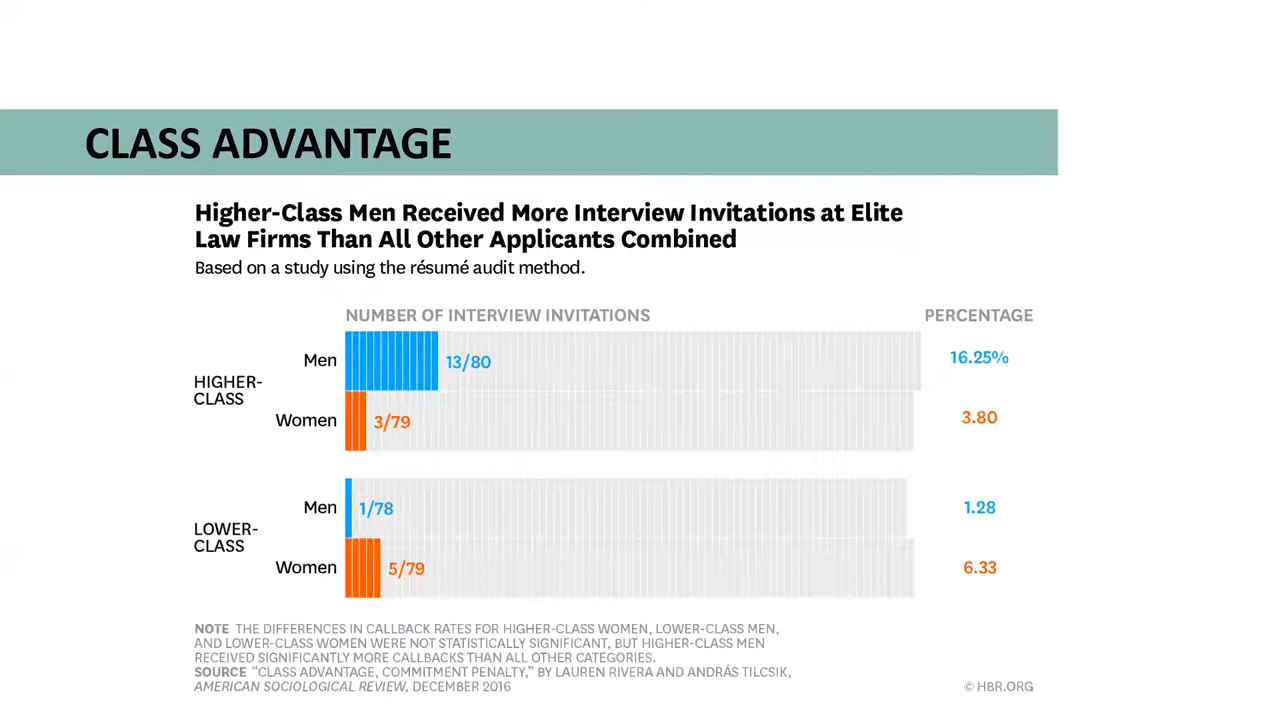 CLASS ADVANTAGE
Higher-Class Men Received More Interview Invitations at Elite
Law Firms Than All Other Applicants Combined
Based on a study using the résumé audit method.
NUMBER OF INTERVIEW INVITATIONS PERCENTAGE
HIGHER-
CLASS
Men 13/80 16.25%
Women 3/79 3.80
LOWER-
CLASS
Men 1/78 1.28
Women 5/79 6.33
NOTE THE DIFFERENCES IN CALLBACK RATES FOR HIGHER-CLASS WOMEN, LOWER-CLASS MEN,
AND LOWER-CLASS WOMEN WERE NOT STATISTICALLY SIGNIFICANT, BUT HIGHER-CLASS MEN
RECEIVED SIGNIFICANTLY MORE CALLBACKS THAN ALL OTHER CATEGORIES.
SOURCE “CLASS ADVANTAGE, COMMITMENT PENALTY,” BY LAUREN RIVERA AND ANDRÁS TILCSIK,
AMERICAN SOCIOLOGICAL REVIEW, DECEMBER 2016
© HBR.ORG